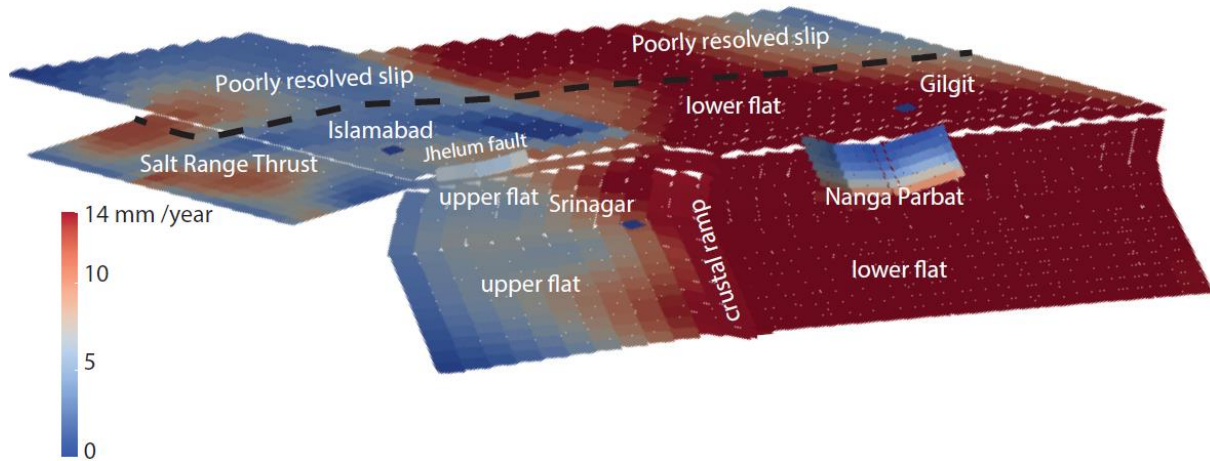 Poorly resolved slip
Poorly resolved slip
Gilgit
lower flat
Islamabad
Jhelum fault
Salt Range Thrust
upper flat
Srinagar
Nanga Parbat
14 mm /year
crustal ramp
lower flat
10
upper flat
5
0